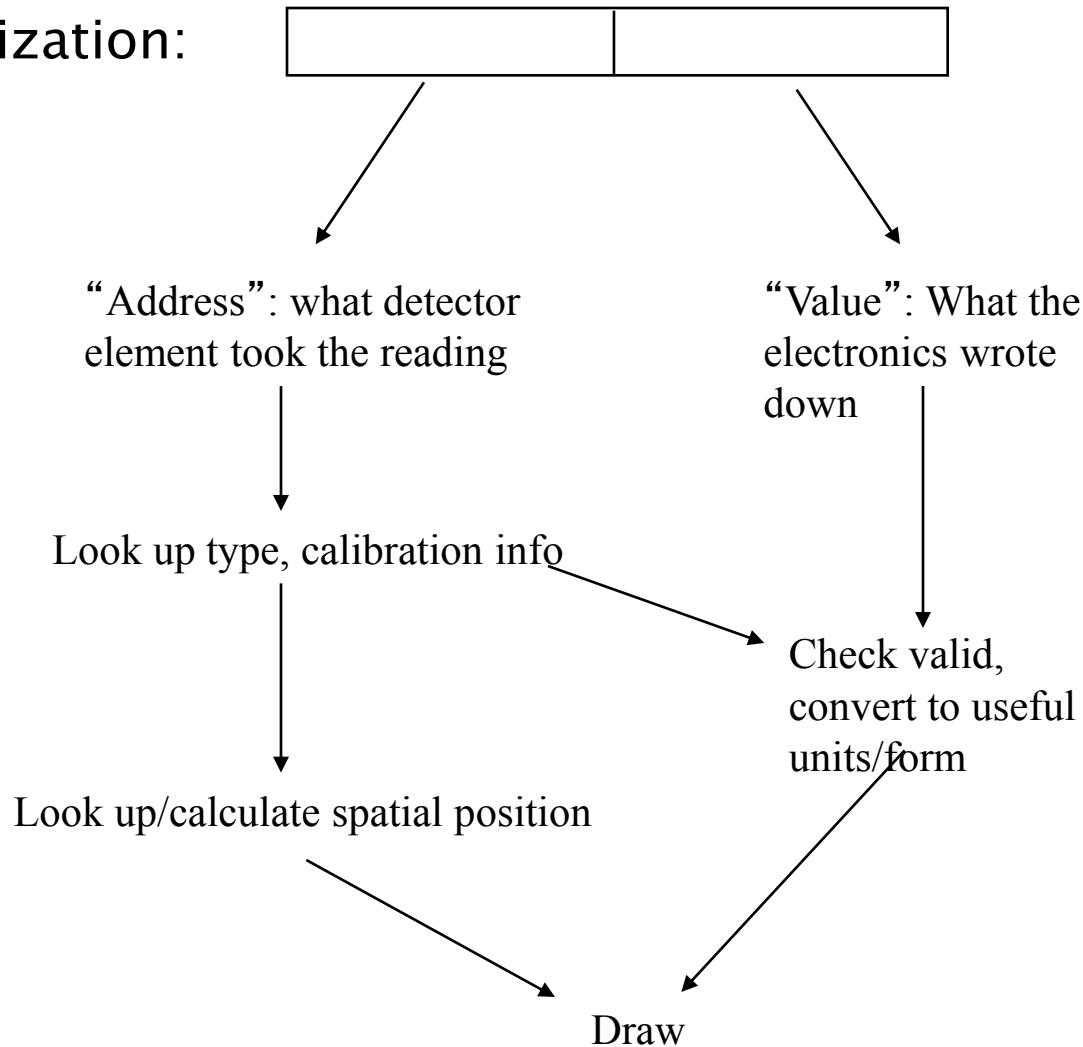 ization:
“Address”: what detector
element took the reading
“Value”: What the
electronics wrote
down
Look up type, calibration info
Check valid,
convert to useful
units/form
Look up/calculate spatial position
Draw